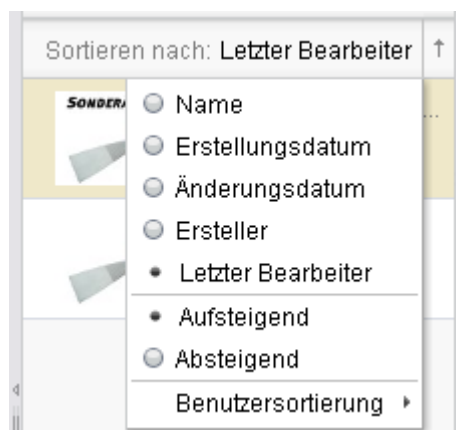 Sortieren nach: Letzter Bearbeiter
Name
Erstellungsdatum
Änderungsdatum
Ersteller
Letzter Bearbeiter
Aufsteigend
Absteigend
Benutzersortierung